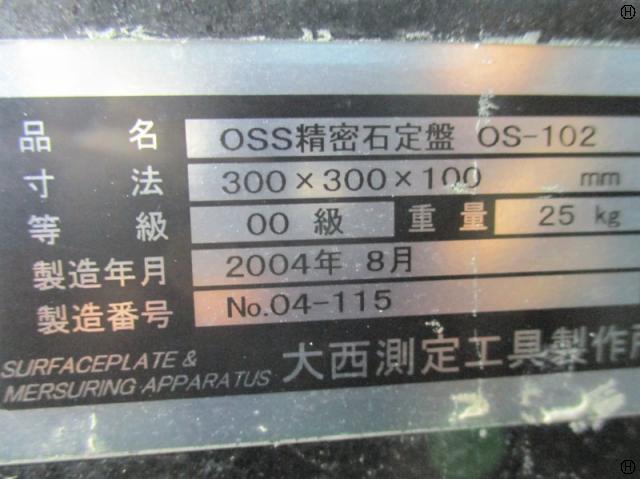 品名 OSS精密石定盤 OS-102
寸法 300×300×100 mm
等級 00 級 重量 25 kg
製造年月 2004年 8月
製造番号 No.04-115
SURFACEPLATE &
MERSURING APPARATUS 大西測定工具製作所